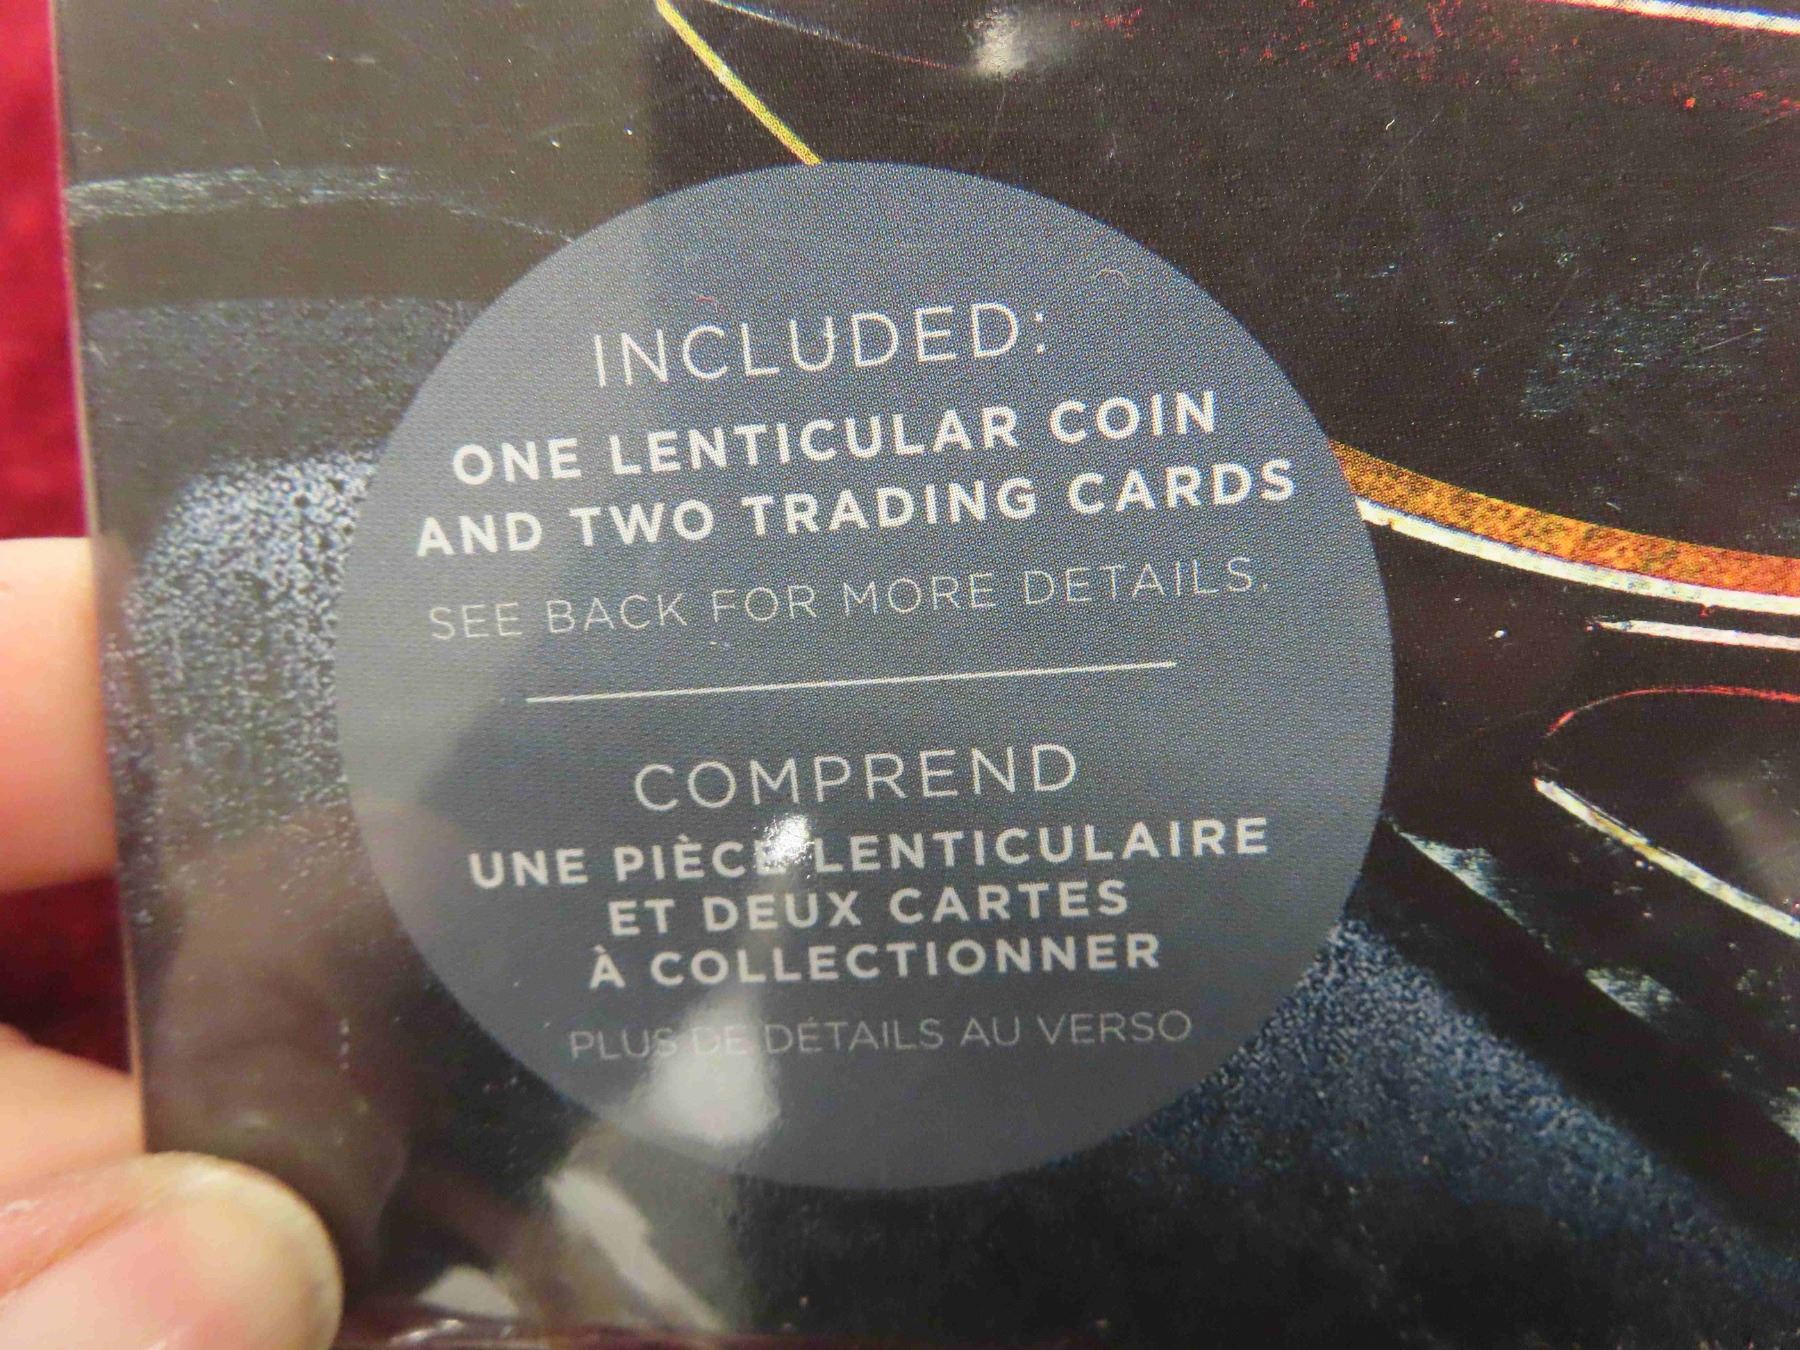 INCLUDED:
ONE LENTICULAR COIN
AND TWO TRADING CARDS
SEE BACK FOR MORE DETAILS.
COMPREND
UNE PIÈCE LENTICULAIRE
ET DEUX CARTES
À COLLECTIONNER
PLUS DE DÉTAILS AU VERSO